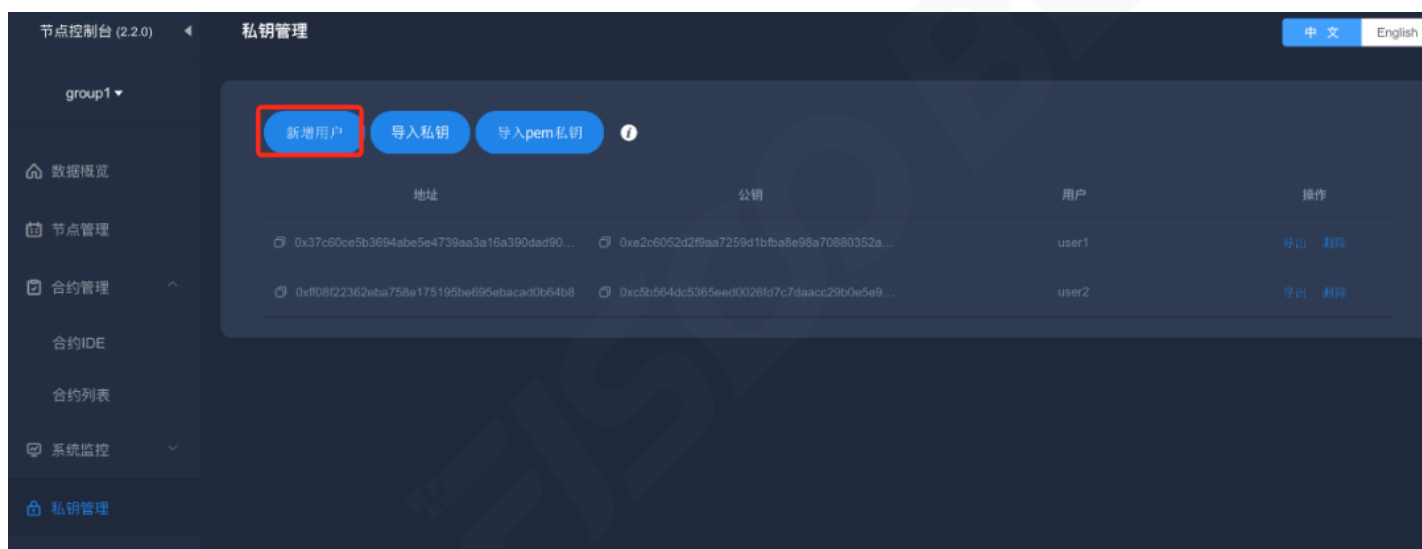 节点控制台 (2.2.0)
私钥管理
中 文
English
group1
新增用户
导入私钥
导入pem私钥
数据概览
地址
公钥
用户
操作
节点管理
0x37c60ce5b3694abe5e4739aa3a16a390dad90...
0xe2c6052d2f9aa7259d1bfba8e98a70880352a...
user1
导出
删除
合约管理
0xff08f22362eba758e175195be695ebacad0b64b8
0xc5b564dc5365eed0026fd7c7daacc29b0e5e9...
user2
导出
删除
合约IDE
合约列表
系统监控
私钥管理